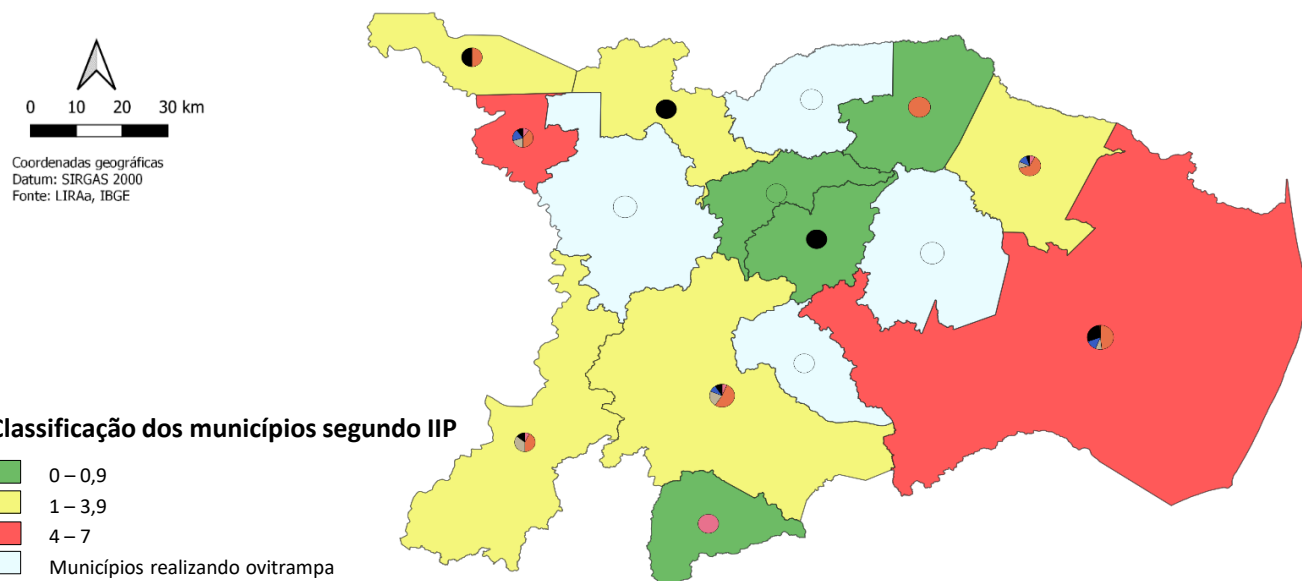 0 10 20 30 km
Coordenadas geográficas
Datum: SIRGAS 2000
Fonte: LIRAa, IBGE
Classificação dos municípios segundo IIP
0 – 0,9
1 – 3,9
4 – 7
Municípios realizando ovitrampa